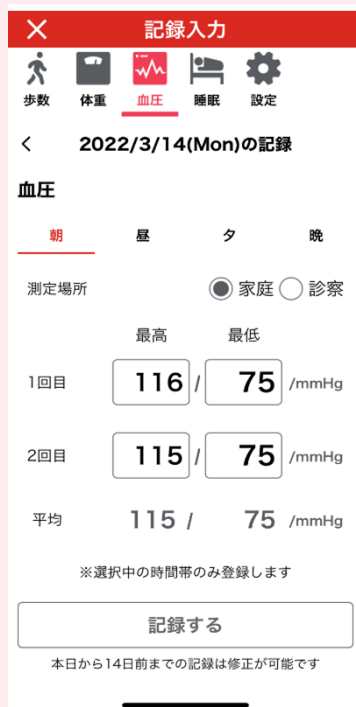 記録入力
歩数 体重 血圧 睡眠 設定
2022/3/14(Mon)の記録
血圧
朝 昼 夕 晩
測定場所 家庭 診察
最高 最低
1回目 116 / 75 /mmHg
2回目 115 / 75 /mmHg
平均 115 / 75 /mmHg
※選択中の時間帯のみ登録します
記録する
本日から14日前までの記録は修正が可能です